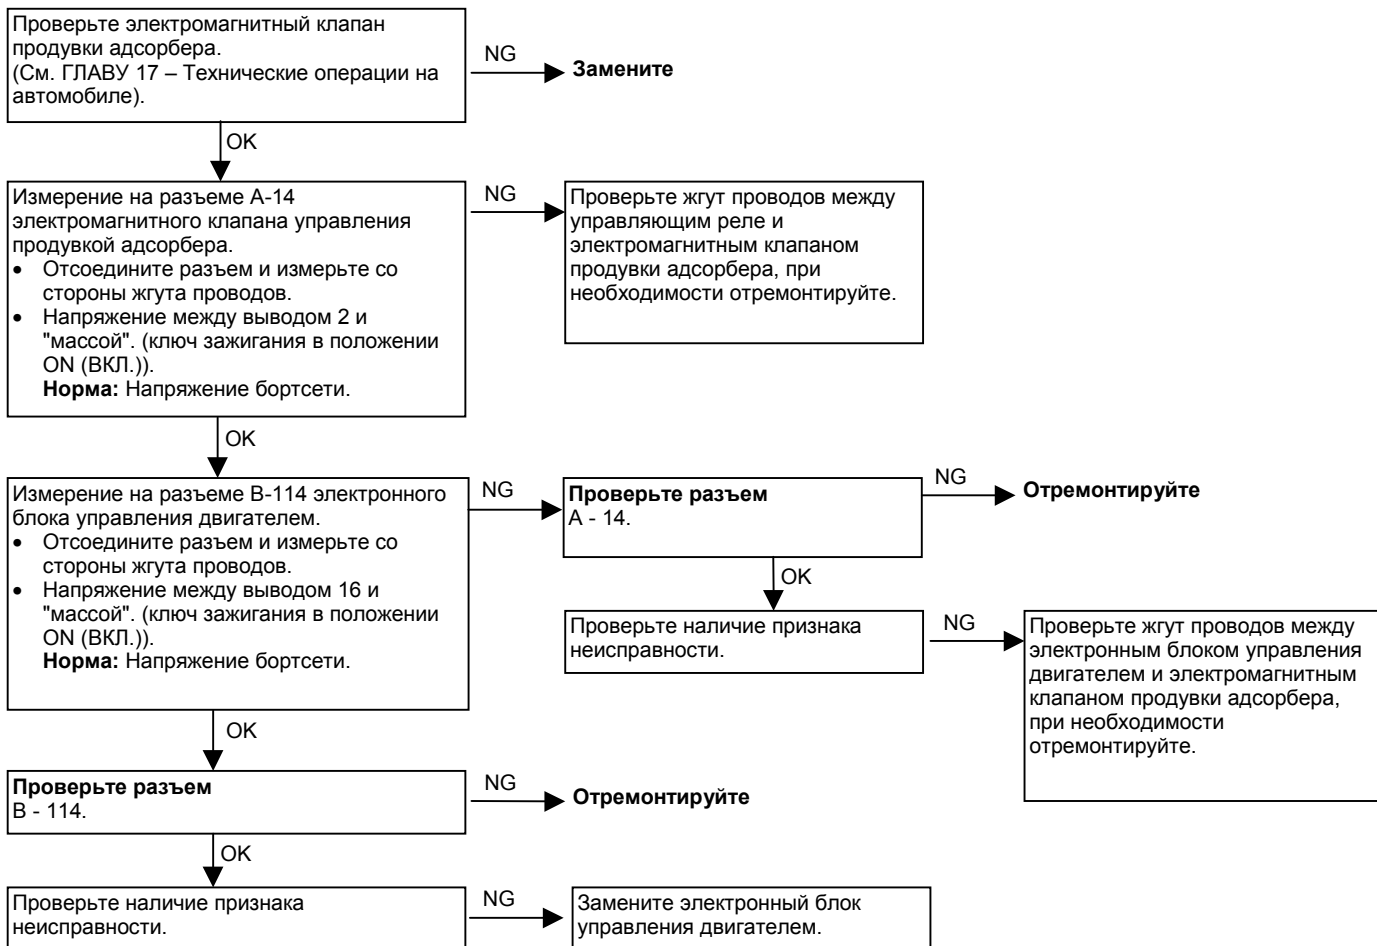 Проверьте электромагнитный клапан
продувки адсорбера.
(См. ГЛАВУ 17 – Технические операции на
автомобиле).
NG
Замените
OK
Измерение на разъеме A-14
электромагнитного клапана управления
продувкой адсорбера.
• Отсоедините разъем и измерьте со
стороны жгута проводов.
• Напряжение между выводом 2 и
"массой". (ключ зажигания в положении
ON (ВКЛ.)).
Норма: Напряжение бортсети.
NG
Проверьте жгут проводов между
управляющим реле и
электромагнитным клапаном
продувки адсорбера, при
необходимости отремонтируйте.
OK
Измерение на разъеме B-114 электронного
блока управления двигателем.
• Отсоедините разъем и измерьте со
стороны жгута проводов.
• Напряжение между выводом 16 и
"массой". (ключ зажигания в положении
ON (ВКЛ.)).
Норма: Напряжение бортсети.
NG
Проверьте разъем
A - 14.
NG
Отремонтируйте
OK
Проверьте наличие признака
неисправности.
NG
Проверьте жгут проводов между
электронным блоком управления
двигателем и электромагнитным
клапаном продувки адсорбера,
при необходимости
отремонтируйте.
OK
Проверьте разъем
B - 114.
NG
Отремонтируйте
OK
Проверьте наличие признака
неисправности.
NG
Замените электронный блок
управления двигателем.